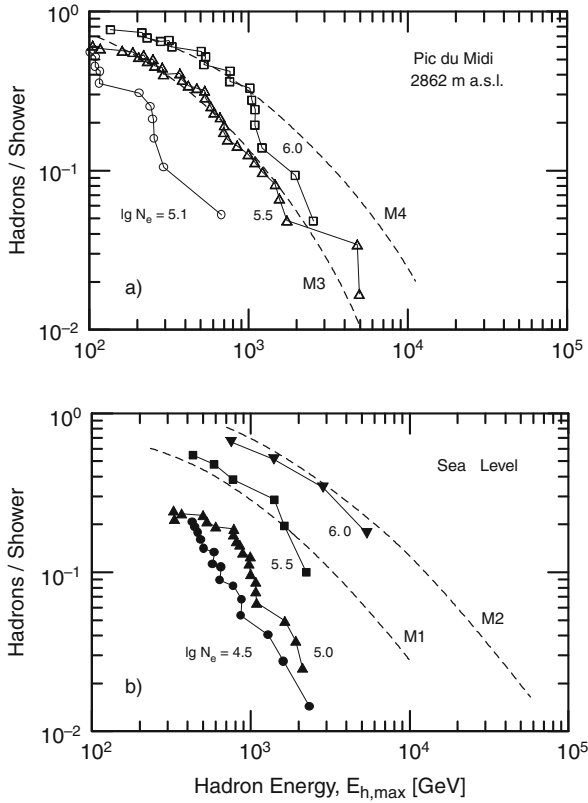 10⁰
Pic du Midi
2862 m a.s.l.
Hadrons / Shower
10⁻¹
6.0
lg Nₑ = 5.1
5.5
M4
M3
a)
10⁻²
10² 10³ 10⁴ 10⁵
10⁰
Sea Level
6.0
Hadrons / Shower
5.5
10⁻¹
M1
M2
lg Nₑ = 4.5
5.0
b)
10⁻²
10² 10³ 10⁴ 10⁵
Hadron Energy, Eₕ,ₘₐₓ [GeV]